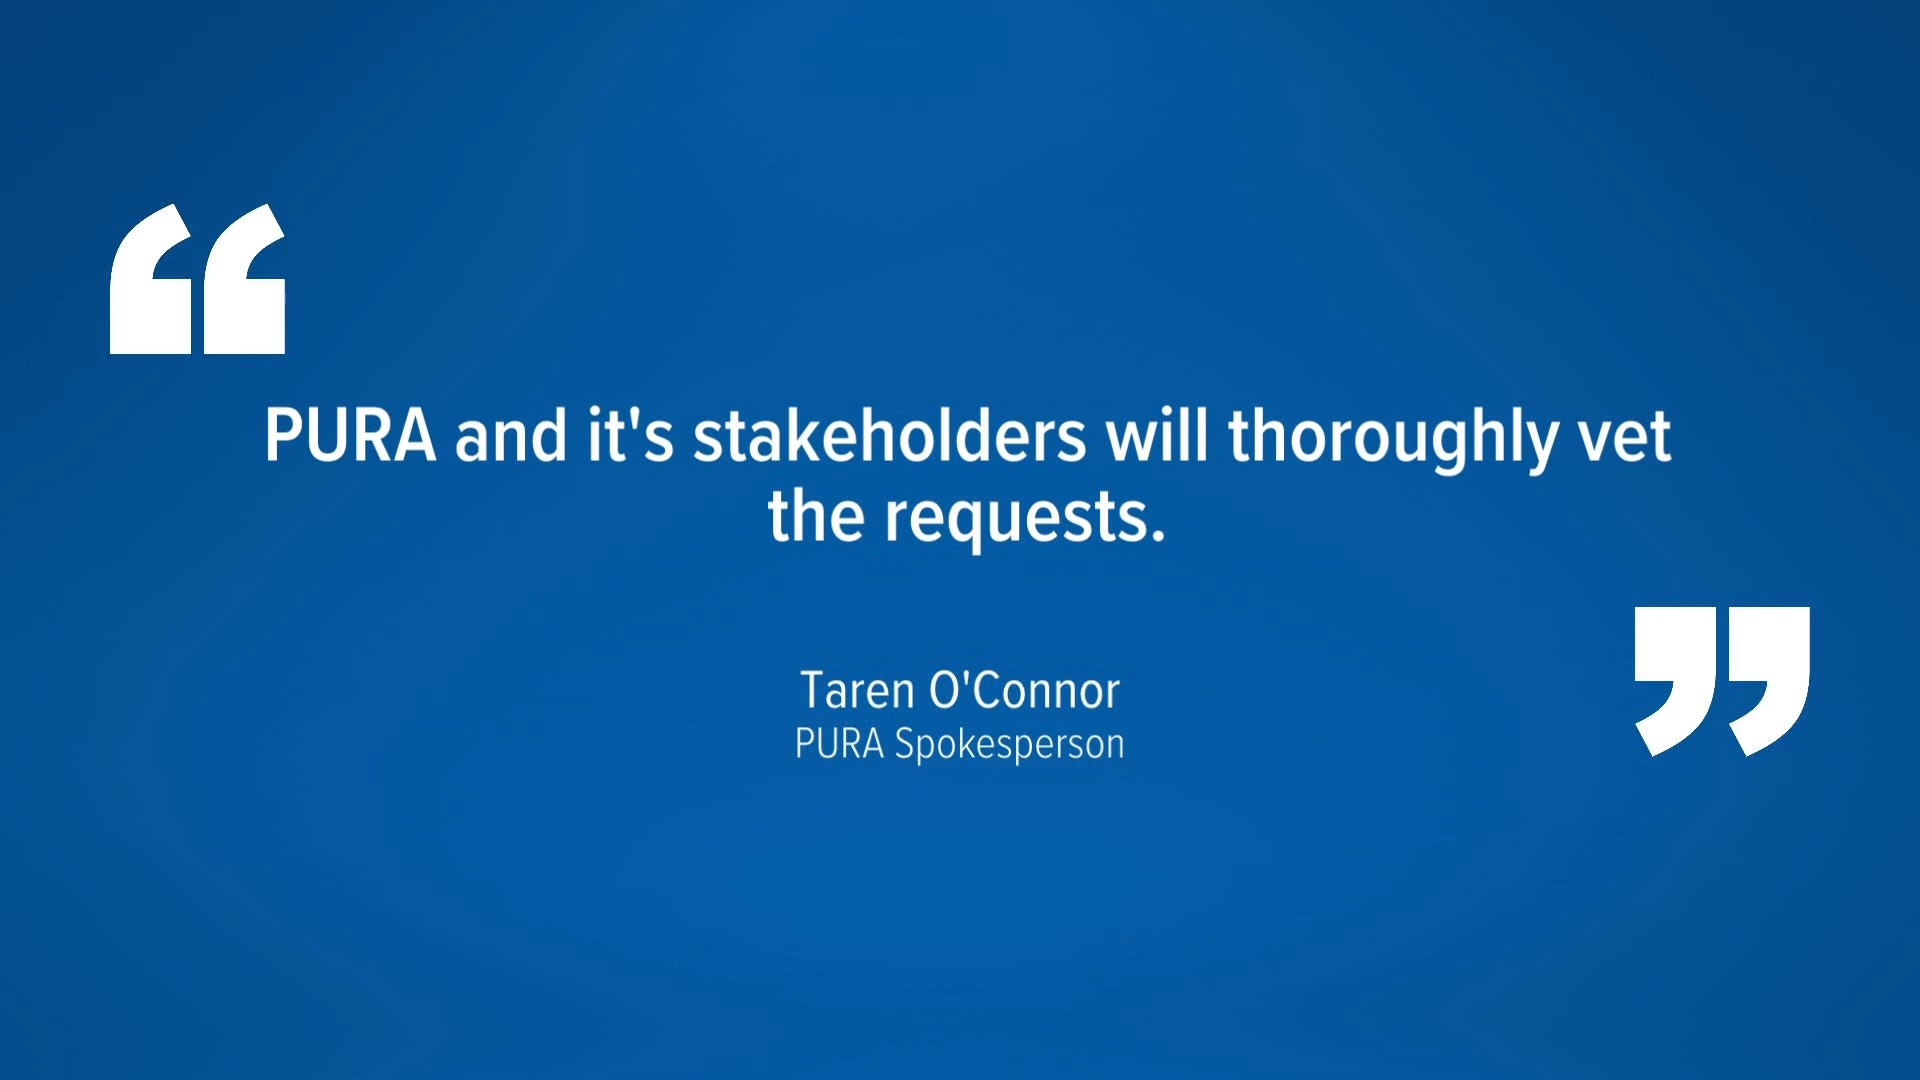 “
PURA and it's stakeholders will thoroughly vet
the requests.
”
Taren O'Connor
PURA Spokesperson